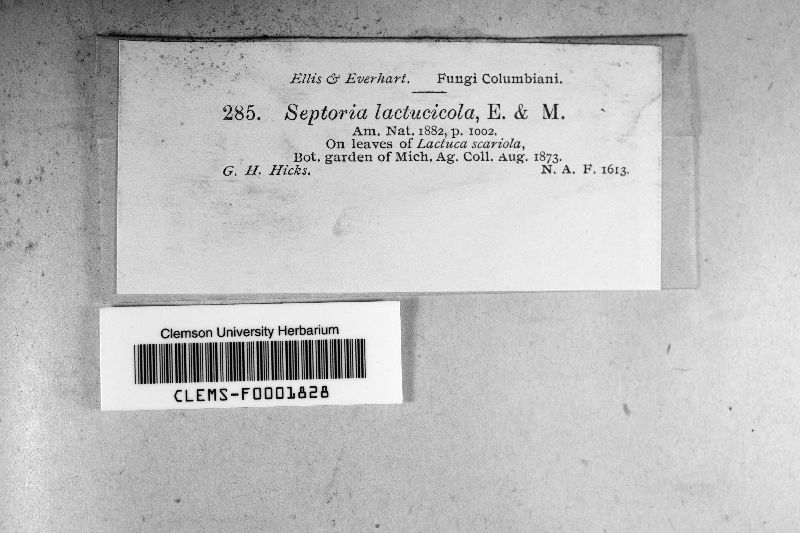 Ellis & Everhart. Fungi Columbiani.
285. Septoria lactucicola, E. & M.
Am. Nat. 1882, p. 1002.
On leaves of Lactuca scariola,
Bot. garden of Mich. Ag. Coll. Aug. 1873.
G. H. Hicks. N. A. F. 1613.
Clemson University Herbarium
CLEMS-F0001828